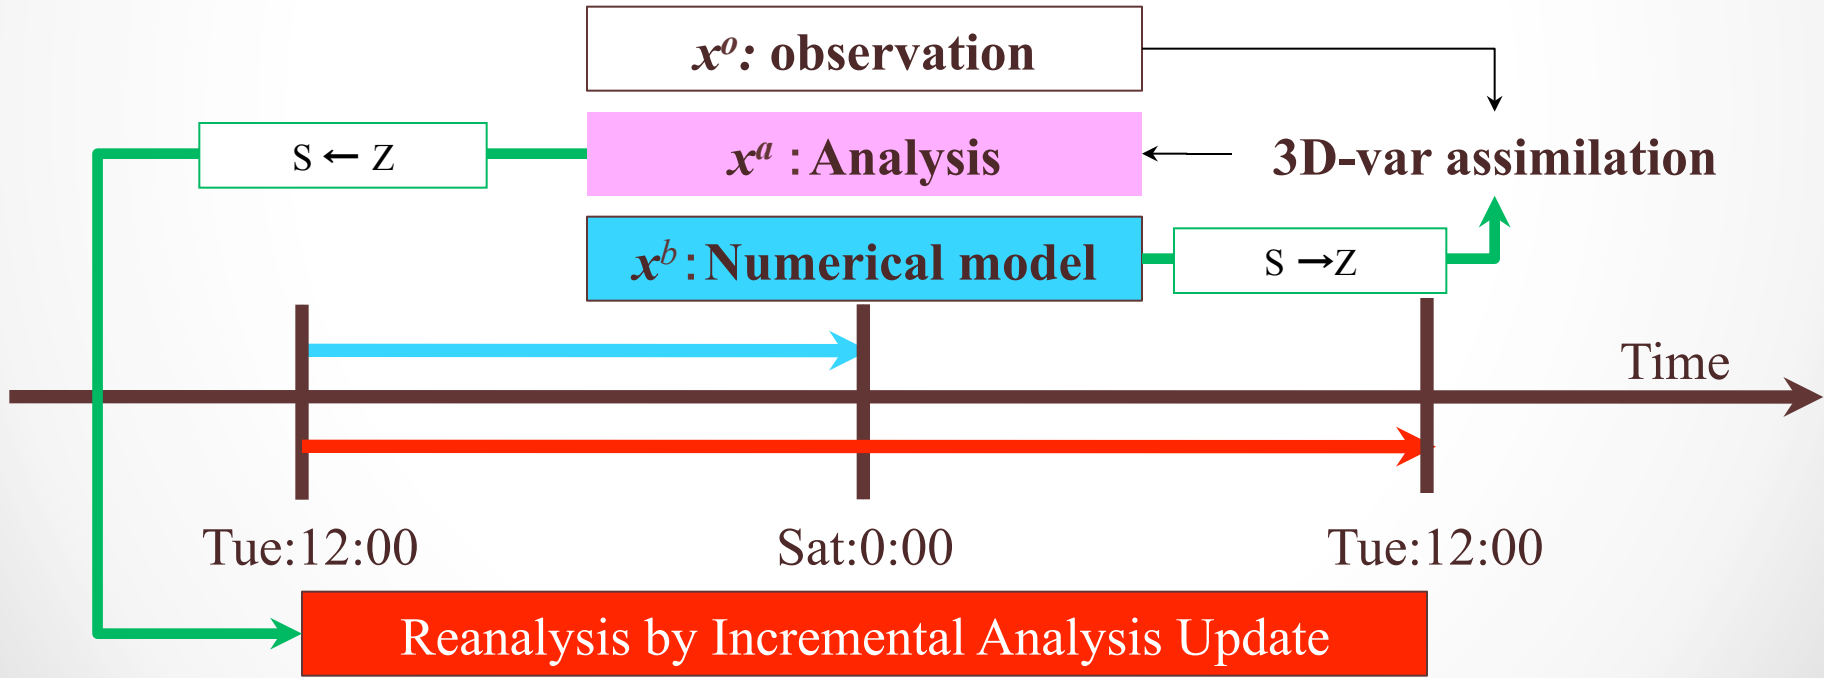 xᵒ: observation
S ← Z
xᵃ : Analysis
3D-var assimilation
xᵇ : Numerical model
S →Z
Time
Tue:12:00
Sat:0:00
Tue:12:00
Reanalysis by Incremental Analysis Update